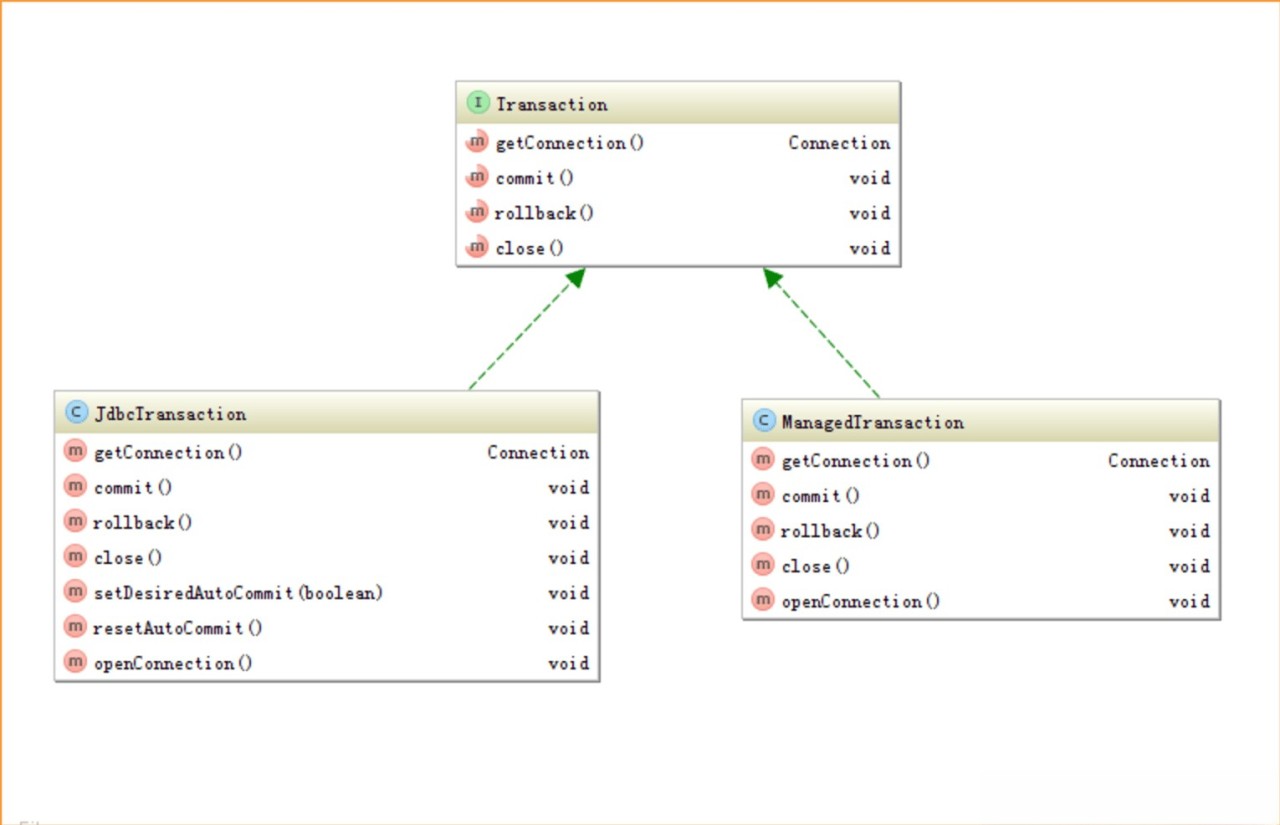 I Transaction
m getConnection() Connection
m commit() void
m rollback() void
m close() void
C JdbcTransaction
m getConnection() Connection
m commit() void
m rollback() void
m close() void
m setDesiredAutoCommit(boolean) void
m resetAutoCommit() void
m openConnection() void
C ManagedTransaction
m getConnection() Connection
m commit() void
m rollback() void
m close() void
m openConnection() void